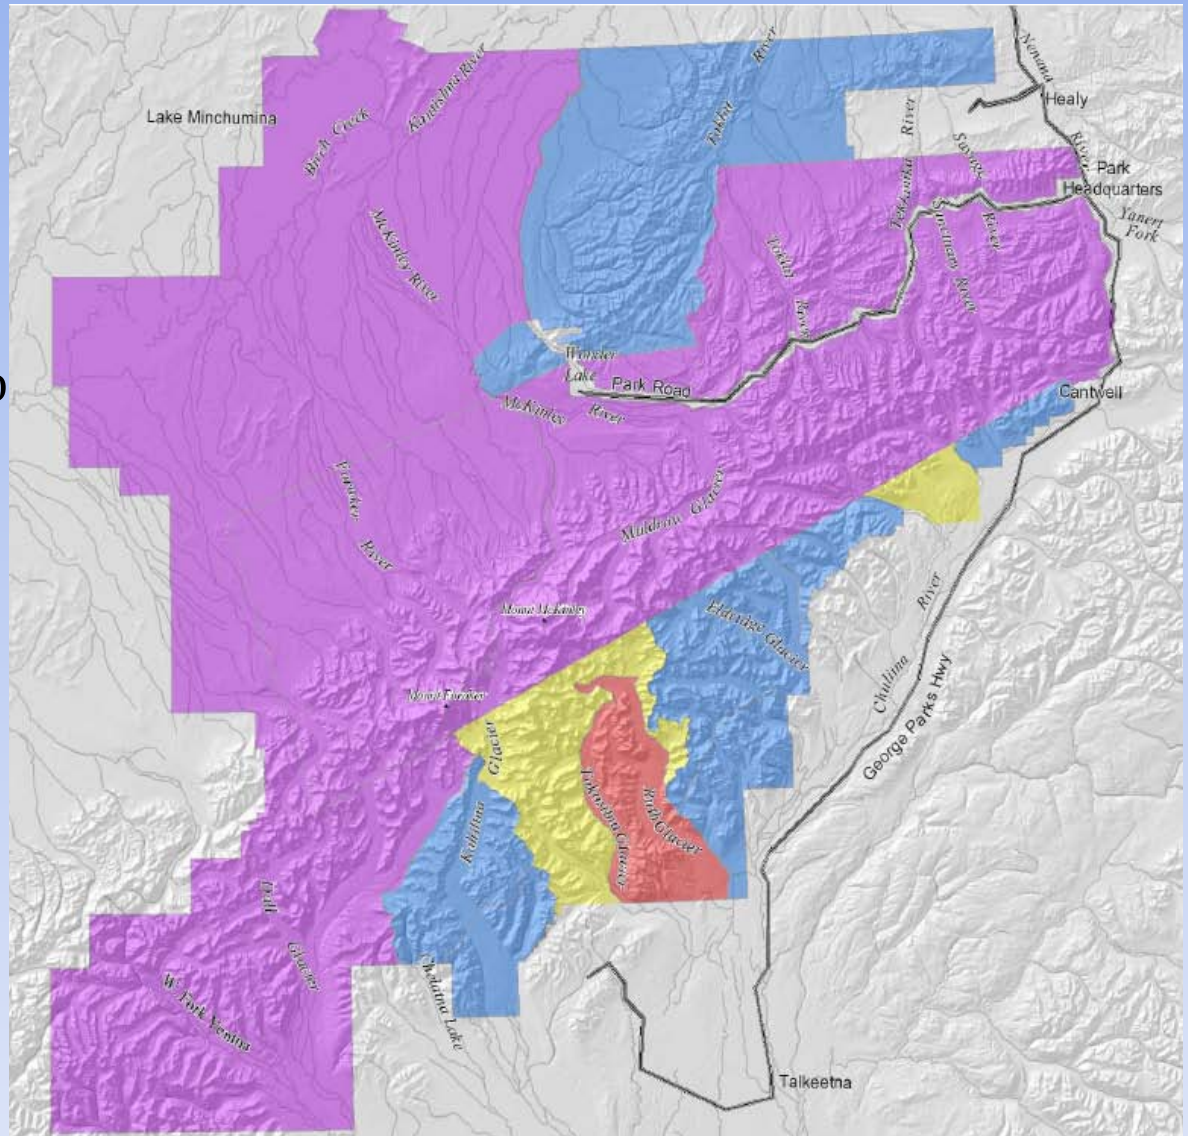 Nenana
River
Kantishna River
Healy
Toklat
River
Lake Minchumina
Birch Creek
Savage
River
Park
Headquarters
Teklanika
River
Yanert
Fork
Sanctuary River
McKinley River
Toklat
River
Wonder
Lake
Park Road
Cantwell
McKinley
River
Foraker
River
Muldrow Glacier
River
Mount McKinley
Eldridge Glacier
Chulitna
Mount Foraker
George Parks Hwy
Glacier
Kahiltna
Tokositna Glacier
Ruth Glacier
Dall
Glacier
W Fork Yentna
Chelatna Lake
Talkeetna